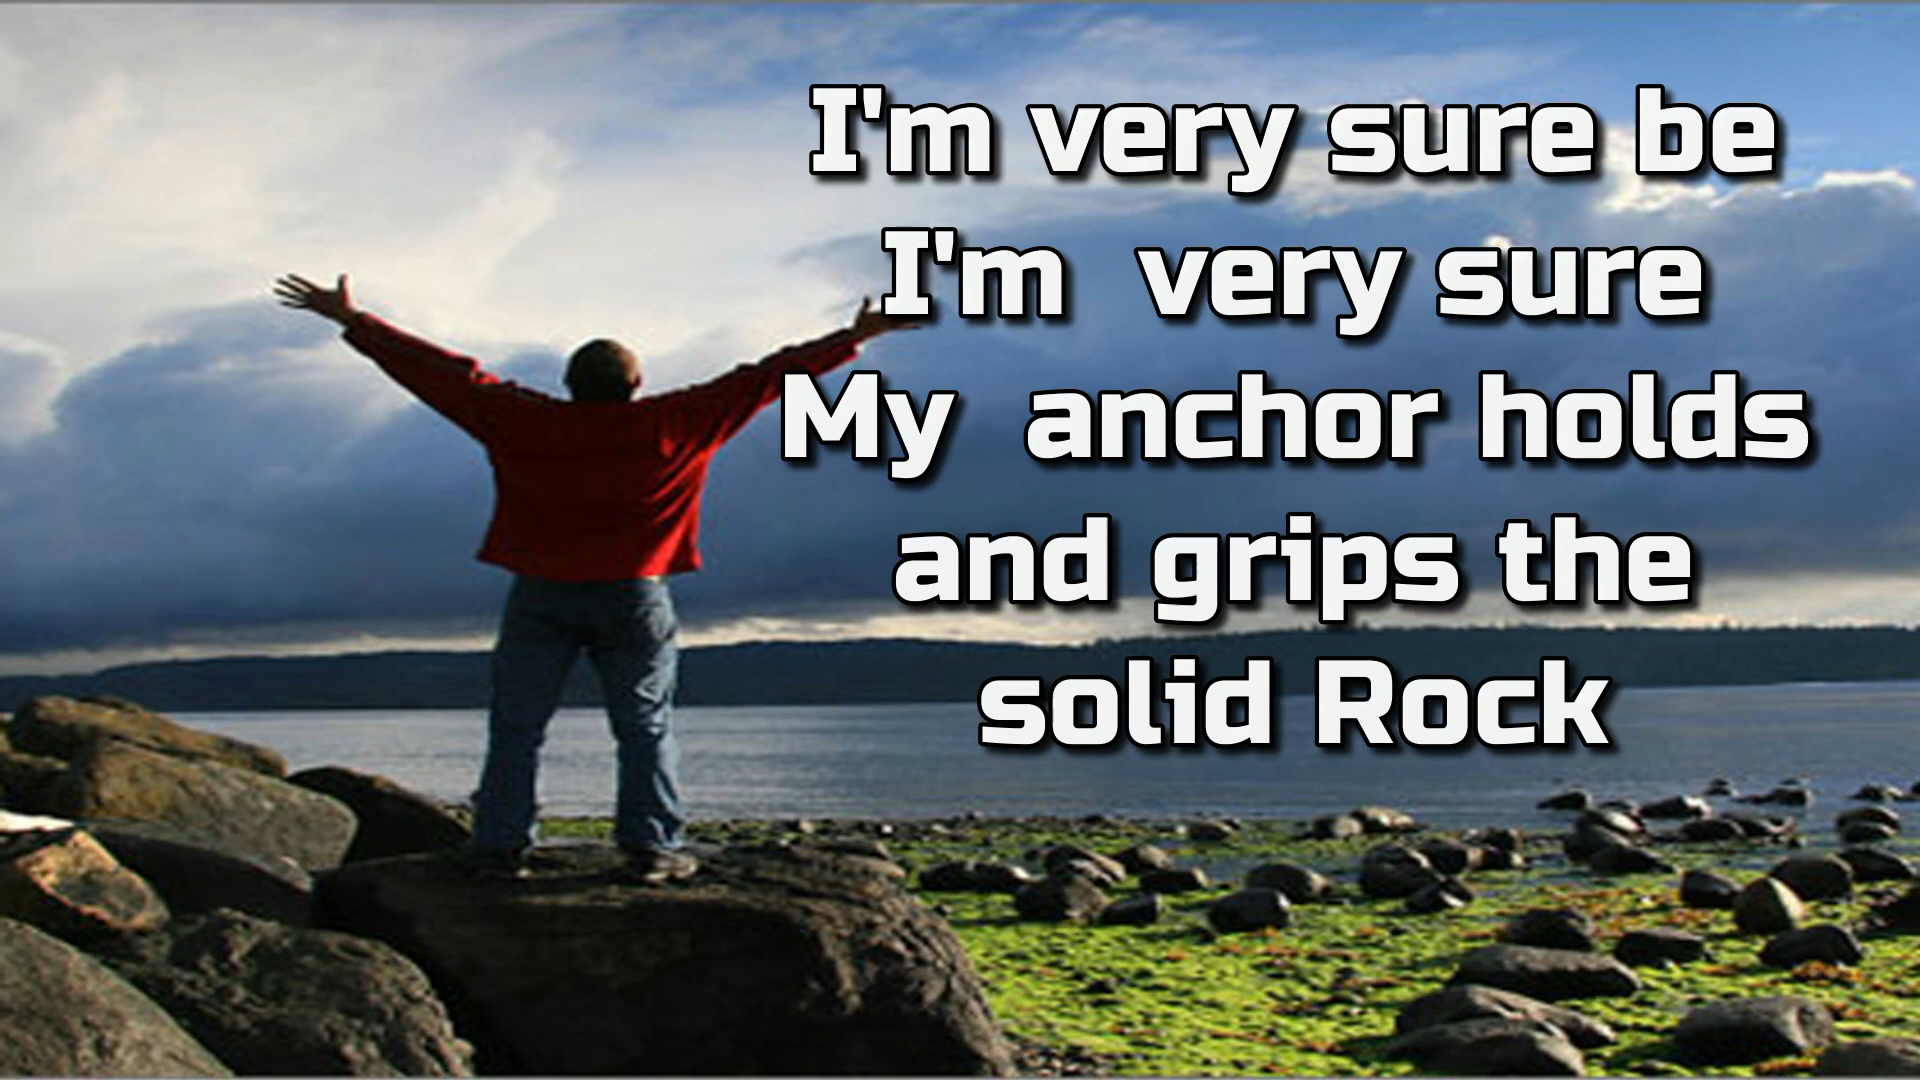 I'm very sure be
I'm  very sure
My  anchor holds
and grips the
solid Rock